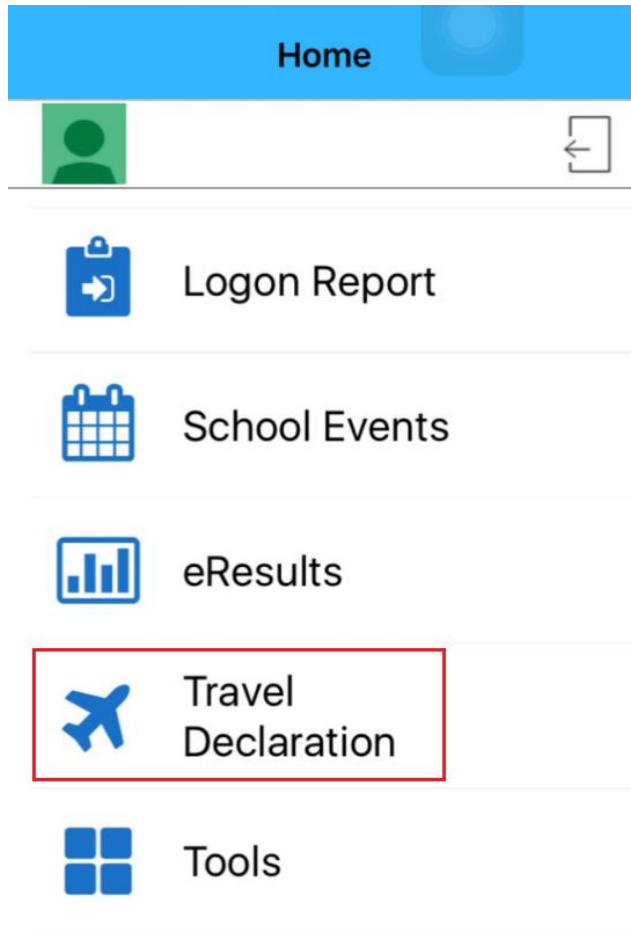 Home
Logon Report
School Events
eResults
Travel
Declaration
Tools